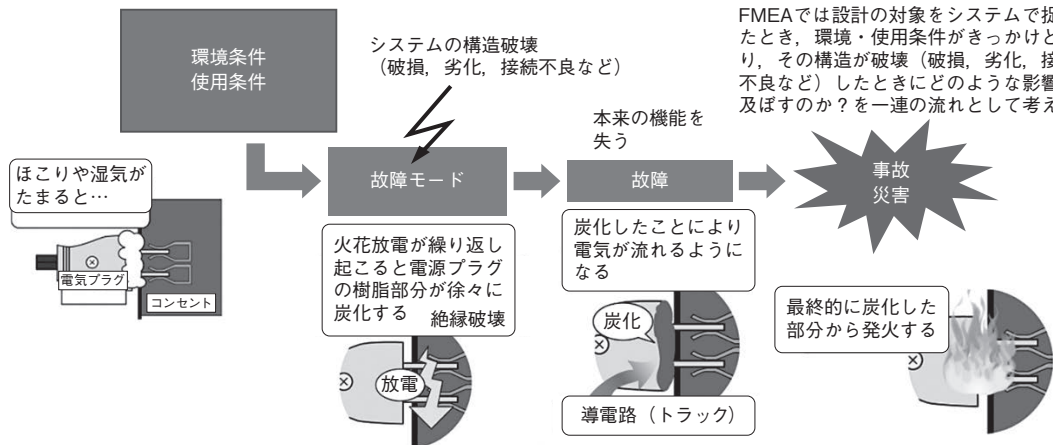 環境条件
使用条件
システムの構造破壊
（破損，劣化，接続不良など）
FMEAでは設計の対象をシステムで捉
たとき，環境・使用条件がきっかけと
り，その構造が破壊（破損，劣化，接
不良など）したときにどのような影響
及ぼすのか？を一連の流れとして考え
本来の機能を
失う
故障モード
故障
事故
災害
ほこりや湿気が
たまると…
電気プラグ
コンセント
火花放電が繰り返し
起こると電源プラグ
の樹脂部分が徐々に
炭化する
絶縁破壊
放電
炭化したことにより
電気が流れるように
なる
炭化
導電路（トラック）
最終的に炭化した
部分から発火する